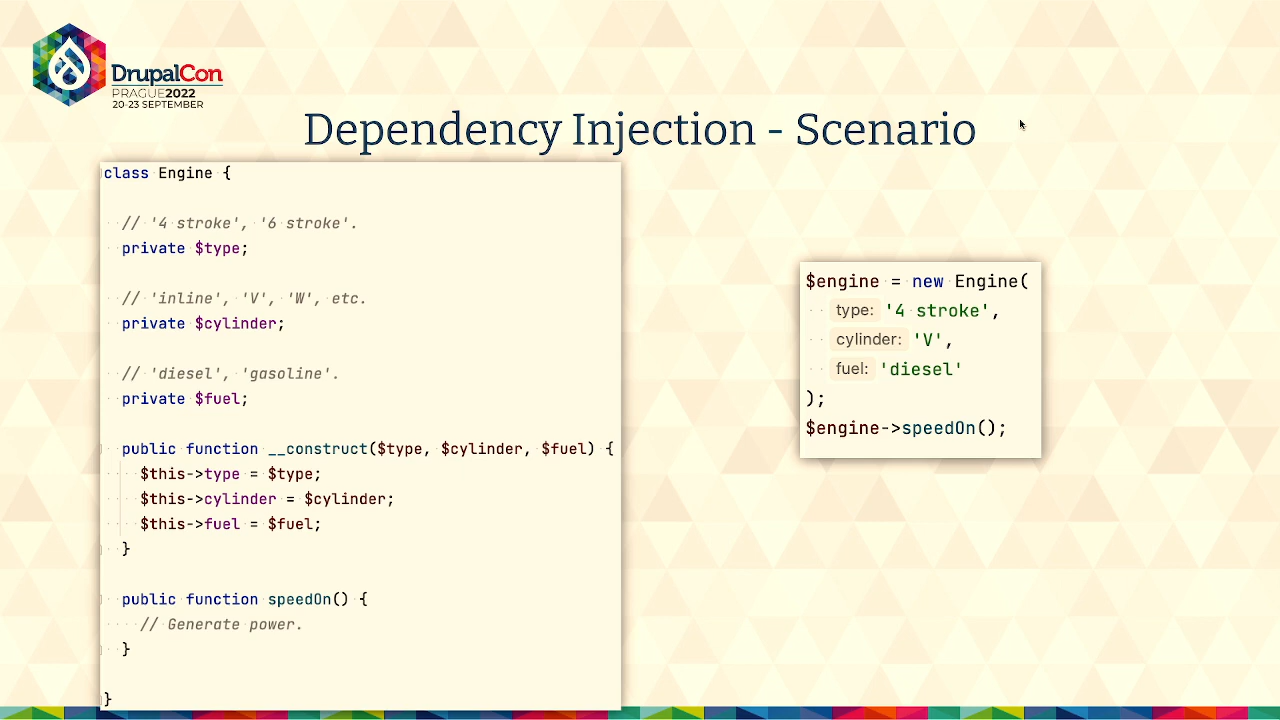 DrupalCon
PRAGUE2022
20-23 SEPTEMBER
Dependency Injection - Scenario
class Engine {
// '4 stroke', '6 stroke'.
private $type;
// 'inline', 'V', 'W', etc.
private $cylinder;
// 'diesel', 'gasoline'.
private $fuel;
public function __construct($type, $cylinder, $fuel) {
$this->type = $type;
$this->cylinder = $cylinder;
$this->fuel = $fuel;
}
public function speedOn() {
// Generate power.
}
}
$engine = new Engine(
type: '4 stroke',
cylinder: 'V',
fuel: 'diesel'
);
$engine->speedOn();